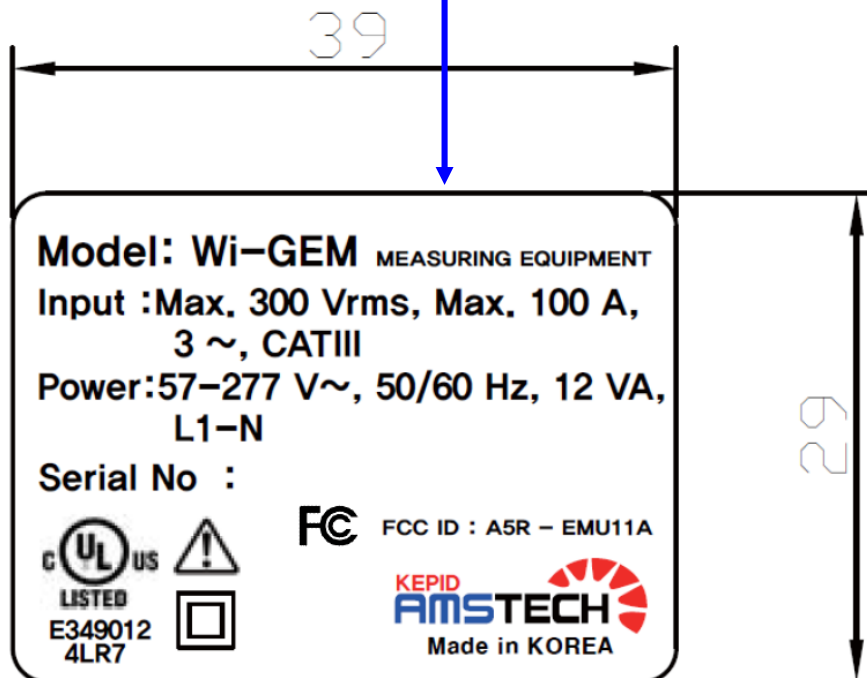 39
Model: Wi-GEM MEASURING EQUIPMENT
Input :Max. 300 Vrms, Max. 100 A,
3 ~, CATIII
Power:57-277 V~, 50/60 Hz, 12 VA,
L1-N
29
Serial No :
FC FCC ID : A5R - EMU11A
C UL US
LISTED
E349012
4LR7
KEPID
AMSTECH
Made in KOREA